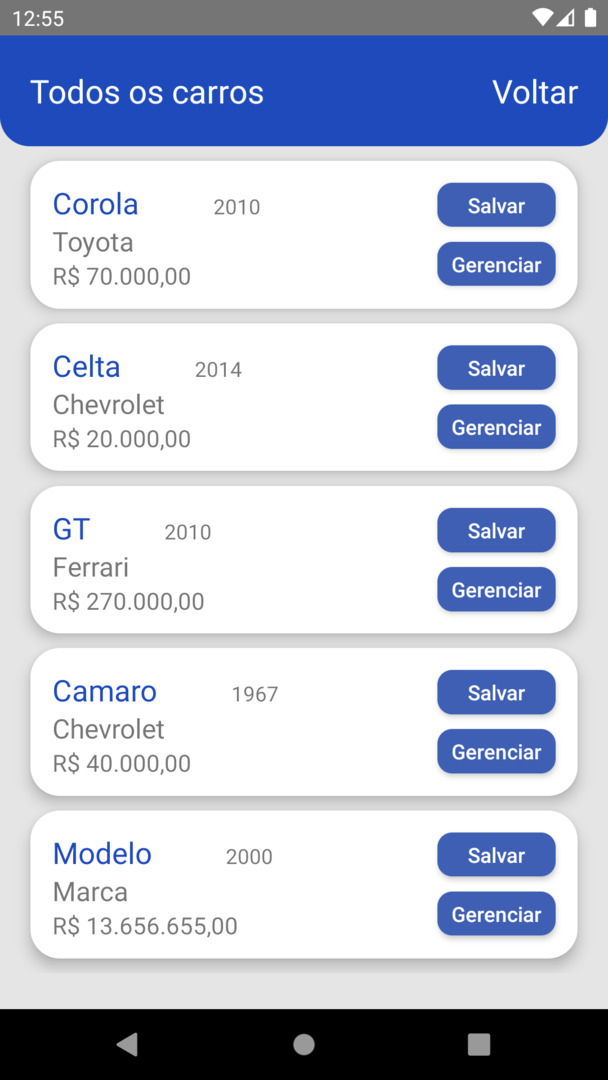 12:55
Todos os carros Voltar
Corola 2010 Salvar
Toyota
Gerenciar
R$ 70.000,00
Celta 2014 Salvar
Chevrolet
Gerenciar
R$ 20.000,00
GT 2010 Salvar
Ferrari
Gerenciar
R$ 270.000,00
Camaro 1967 Salvar
Chevrolet
Gerenciar
R$ 40.000,00
Modelo 2000 Salvar
Marca
Gerenciar
R$ 13.656.655,00